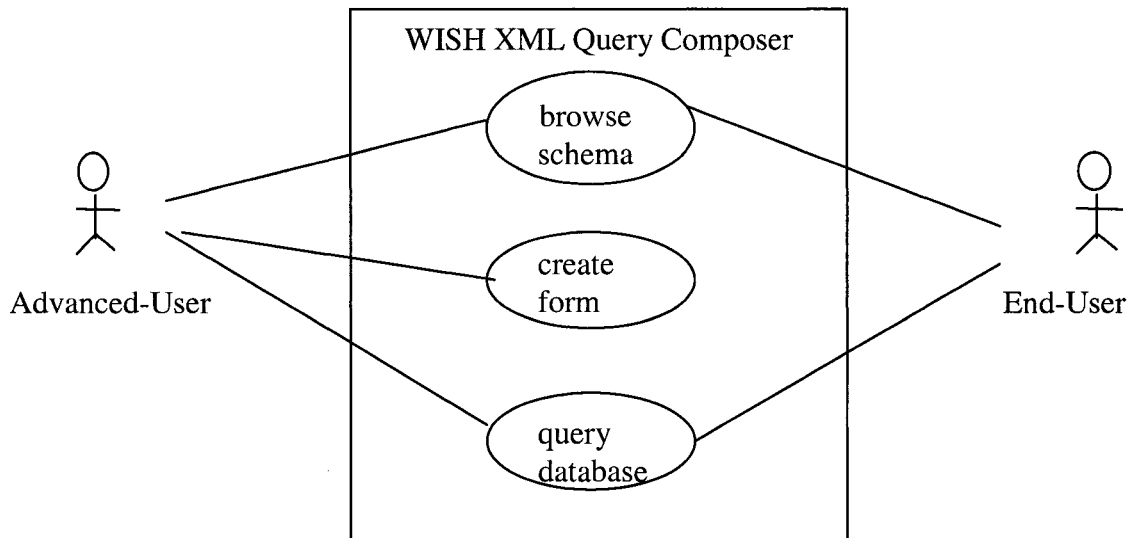 WISH XML Query Composer
browse
schema
create
form
Advanced-User
End-User
query
database